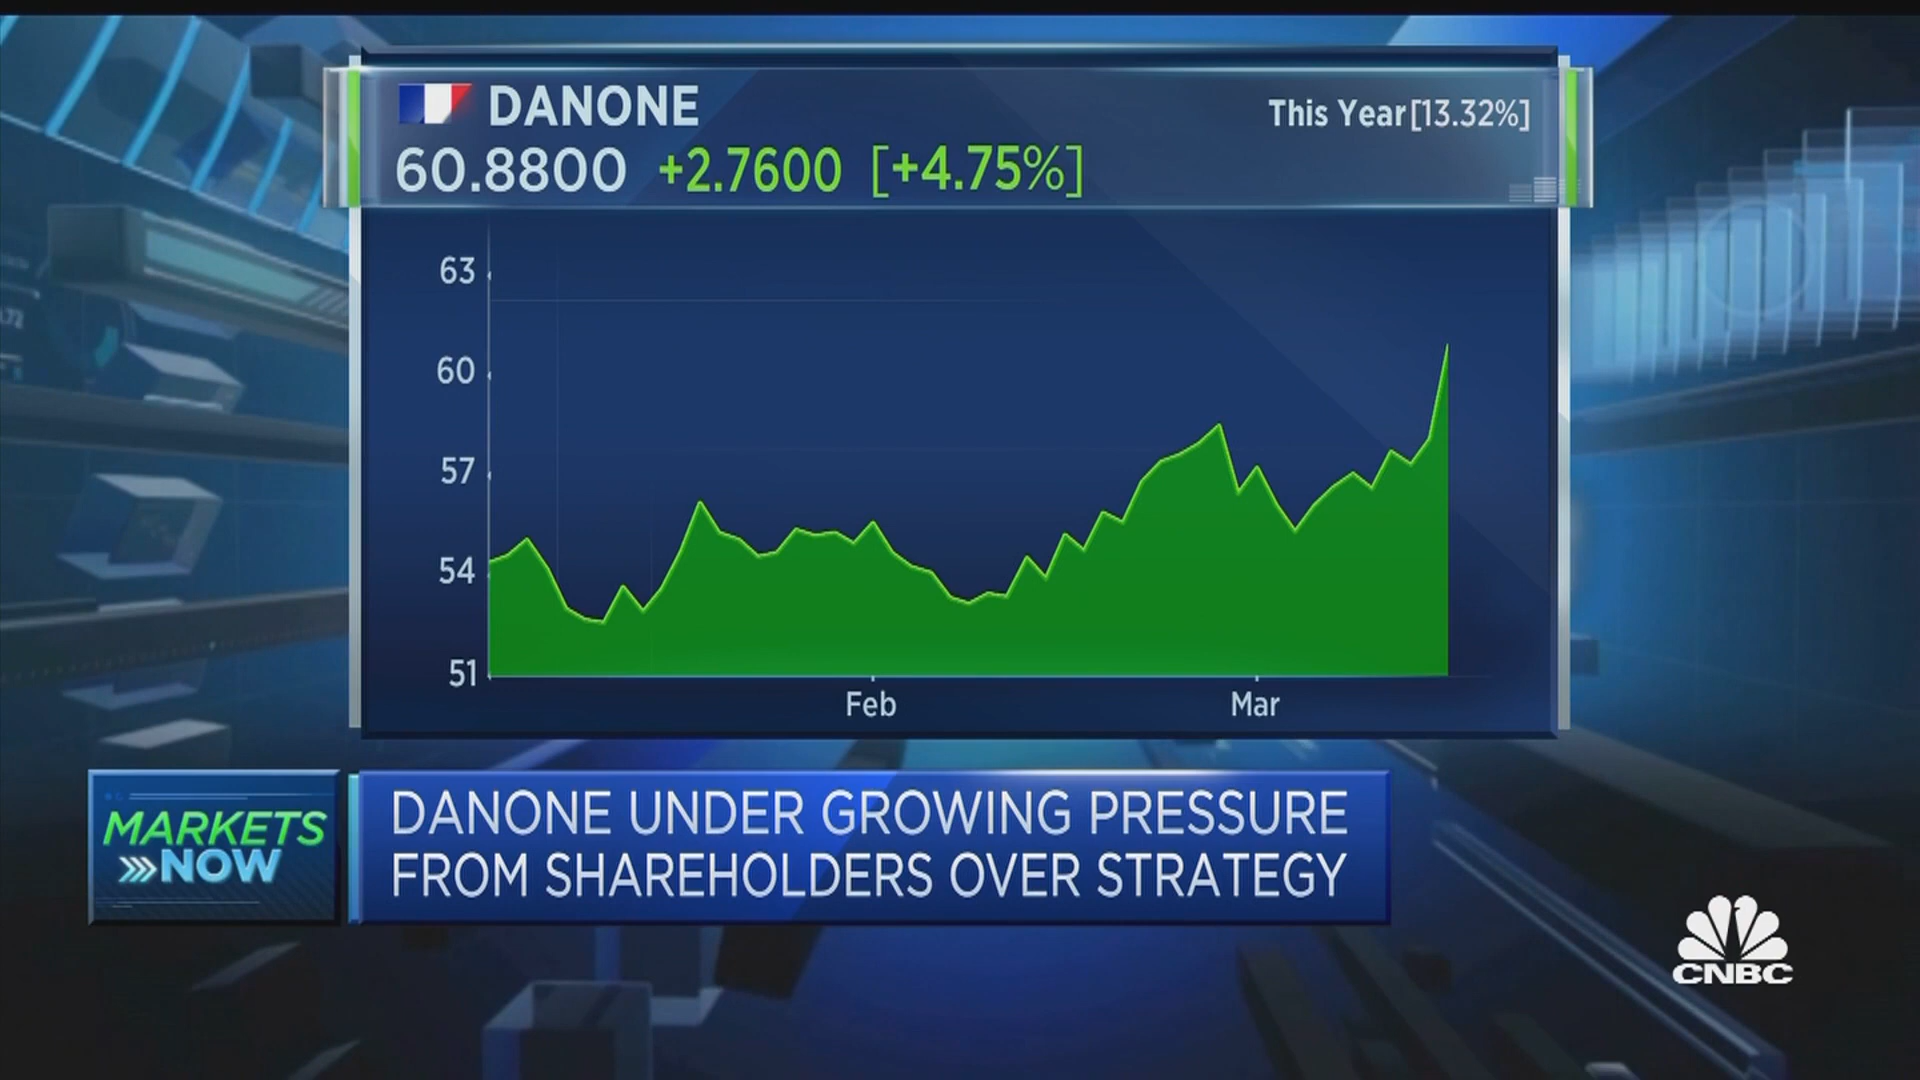 DANONE
This Year[13.32%]
60.8800 +2.7600 [+4.75%]
63
60
57
54
51
Feb Mar
MARKETS
NOW
DANONE UNDER GROWING PRESSURE
FROM SHAREHOLDERS OVER STRATEGY
CNBC